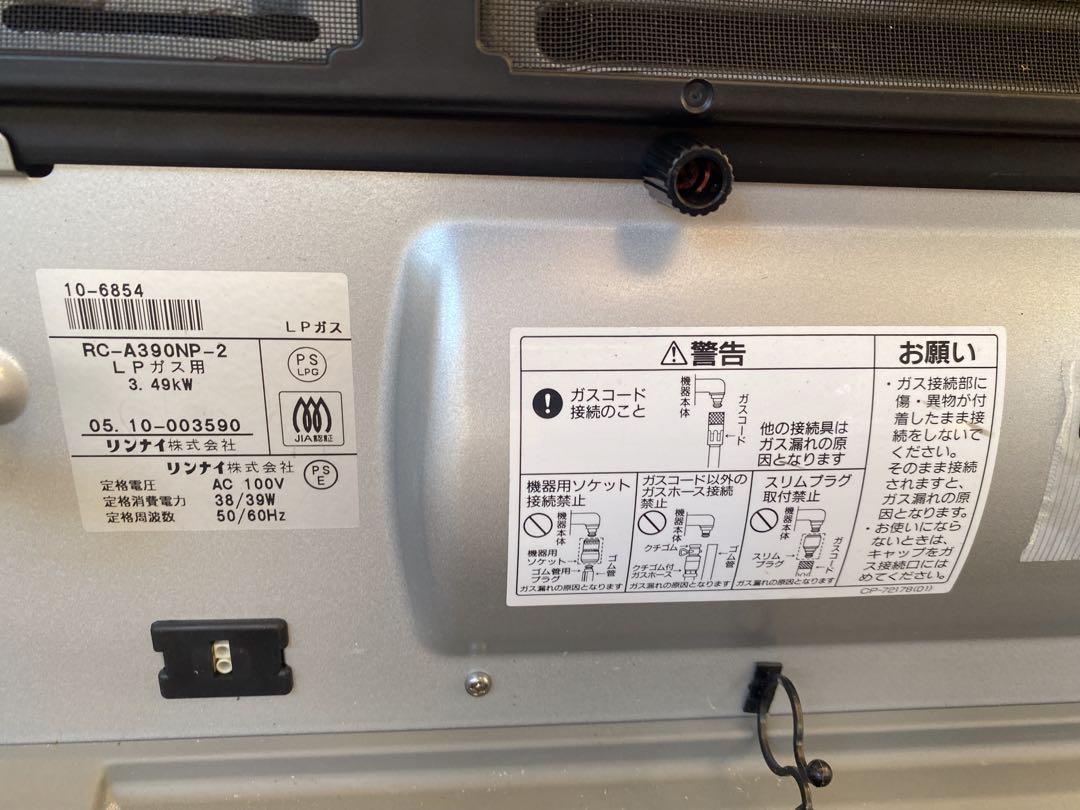 10-6854
LPガス
RC-A390NP-2
LPガス用
3.49kW
PS
LPG
JIA認証
05.10-003590
リンナイ株式会社
リンナイ株式会社
PS
E
定格電圧 AC 100V
定格消費電力 38/39W
定格周波数 50/60Hz
⚠警告
ガスコード
接続のこと
機器本体
ガスコード
他の接続具は
ガス漏れの原
因となります
機器用ソケット
接続禁止
機器本体
機器用
ソケット
ゴム管用
プラグ
ゴム管
ガス漏れの原因となります
ガスコード以外の
ガスホース接続
禁止
機器本体
クチゴム
クチゴム付
ガスホース
ゴム管
ガス漏れの原因となります
スリムプラグ
取付禁止
機器本体
スリム
プラグ
ガスコード
ガス漏れの原因となります
お願い
・ガス接続部に
傷・異物が付
着したまま接
続をしないで
ください。
そのまま接続
されますと、
ガス漏れの原
因となります。
・お使いになら
ないときは、
キャップをガ
ス接続口には
めてください。
CP-72178(01)